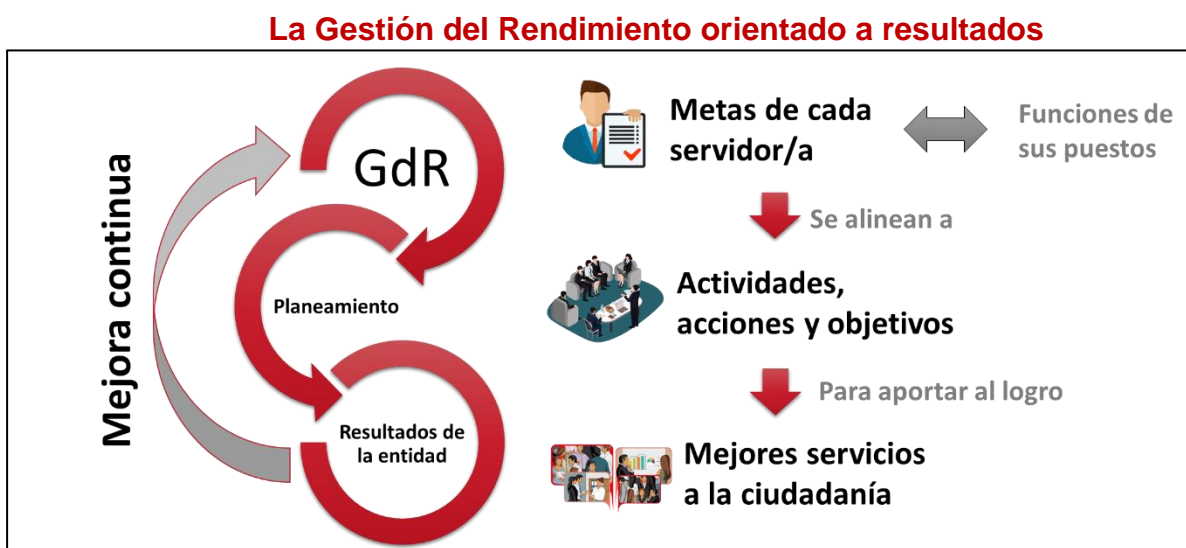 La Gestión del Rendimiento orientado a resultados
Mejora continua
GdR
Planeamiento
Resultados de
la entidad
Metas de cada
servidor/a
Funciones de
sus puestos
Se alinean a
Actividades,
acciones y objetivos
Para aportar al logro
Mejores servicios
a la ciudadanía